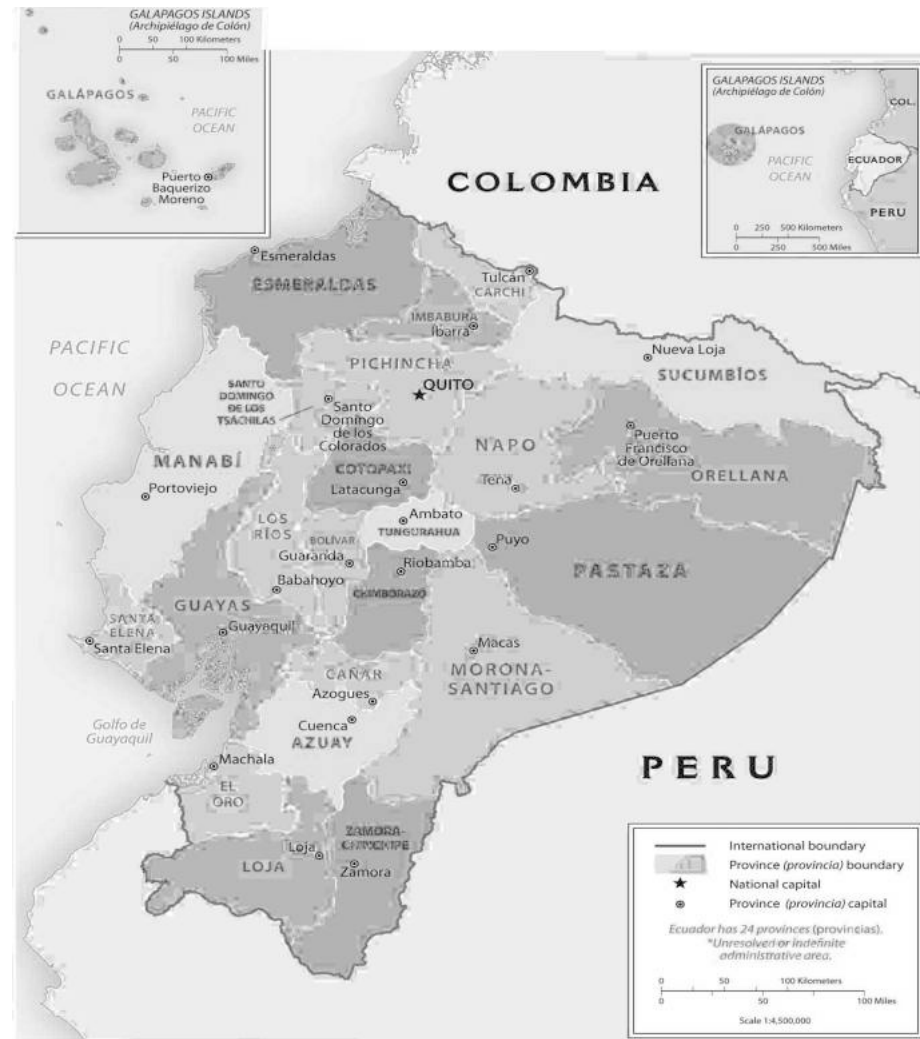 GALAPAGOS ISLANDS
(Archipiélago de Colón)
0 50 100 Kilometers
0 50 100 Miles
GALÁPAGOS
PACIFIC
OCEAN
Puerto
Baquerizo
Moreno
GALAPAGOS ISLANDS
(Archipiélago de Colón)
COL.
GALÁPAGOS
ECUADOR
PACIFIC
OCEAN
PERU
0 250 500 Kilometers
0 250 500 Miles
COLOMBIA
Esmeraldas
ESMERALDAS
Tulcán
CARCHI
IMBABURA
Ibarra
PACIFIC
OCEAN
Nueva Loja
SUCUMBÍOS
PICHINCHA
QUITO
SANTO
DOMINGO
DE LOS
TSÁCHILAS
Santo
Domingo
de los
Colorados
NAPO
Tena
Puerto
Francisco
de Orellana
ORELLANA
MANABÍ
Portoviejo
COTOPAXI
Latacunga
LOS
RÍOS
Ambato
TUNGURAHUA
BOLÍVAR
Guaranda
Riobamba
Puyo
PASTAZA
Babahoyo
CHIMBORAZO
GUAYAS
Guayaquil
SANTA
ELENA
Santa Elena
Macas
MORONA-
SANTIAGO
CAÑAR
Azogues
Cuenca
AZUAY
Golfo de
Guayaquil
Machala
EL
ORO
PERU
ZAMORA-
CHINCHIPE
Loja
LOJA
Zamora
International boundary
Province (provincia) boundary
National capital
Province (provincia) capital
Ecuador has 24 provinces (provincias).
*Unresolved or indefinite
administrative area.
0 50 100 Kilometers
0 50 100 Miles
Scale 1:4,500,000